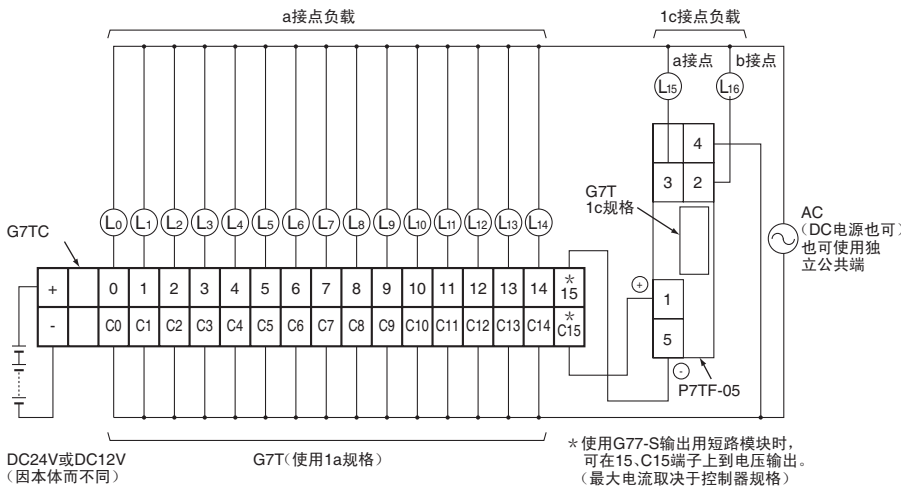 a接点负载
1c接点负载
a接点
b接点
L15
L16
4
3
2
G7T
1c规格
AC
（DC电源也可）
也可使用独
立公共端
L0
L1
L2
L3
L4
L5
L6
L7
L8
L9
L10
L11
L12
L13
L14
G7TC
+
0
1
2
3
4
5
6
7
8
9
10
11
12
13
14
*
15
-
C0
C1
C2
C3
C4
C5
C6
C7
C8
C9
C10
C11
C12
C13
C14
*
C15
+
1
5
-
P7TF-05
DC24V或DC12V
（因本体而不同）
G7T（使用1a规格）
*使用G77-S输出用短路模块时，
可在15、C15端子上到电压输出。
（最大电流取决于控制器规格）